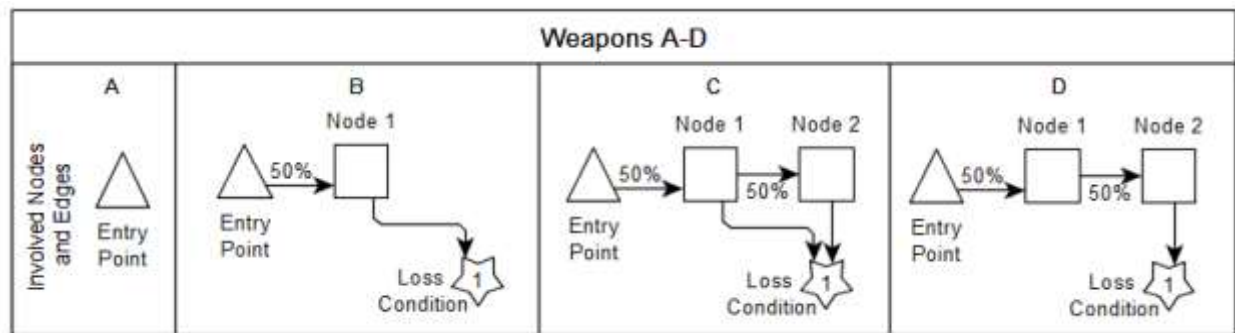 Weapons A-D
Involved Nodes
and Edges
A
Entry
Point
B
Node 1
50%
Entry
Point
Loss
Condition
1
C
Node 1
Node 2
50%
50%
Entry
Point
Loss
Condition
1
D
Node 1
Node 2
50%
50%
Entry
Point
Loss
Condition
1